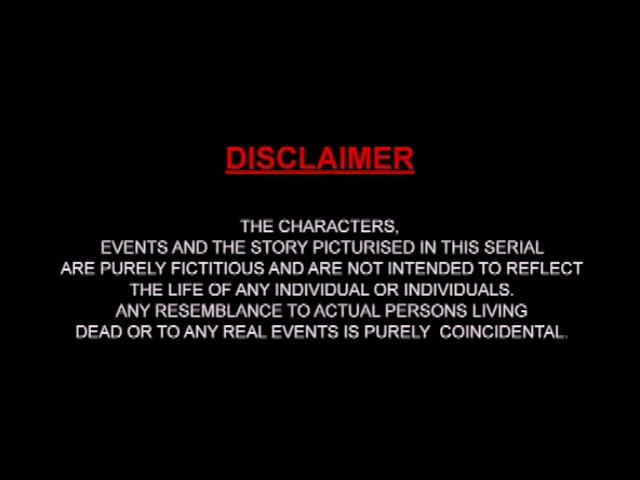 DISCLAIMER
THE CHARACTERS,
EVENTS AND THE STORY PICTURISED IN THIS SERIAL
ARE PURELY FICTITIOUS AND ARE NOT INTENDED TO REFLECT
THE LIFE OF ANY INDIVIDUAL OR INDIVIDUALS.
ANY RESEMBLANCE TO ACTUAL PERSONS LIVING
DEAD OR TO ANY REAL EVENTS IS PURELY COINCIDENTAL.